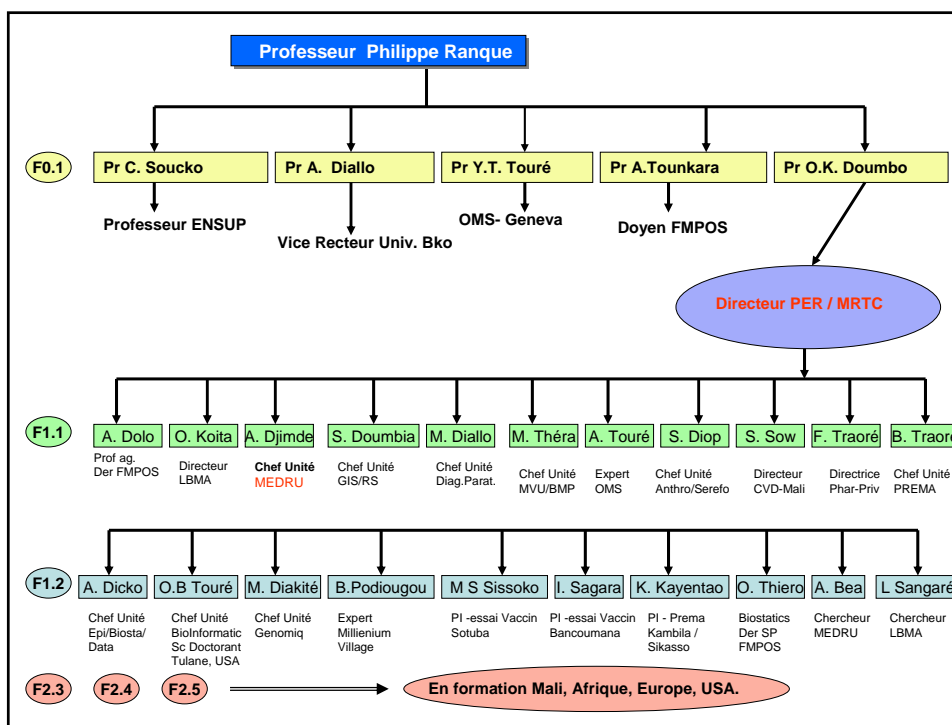 Professeur Philippe Ranque
F0.1
Pr C. Soucko
Pr A. Diallo
Pr Y.T. Touré
Pr A.Tounkara
Pr O.K. Doumbo
Professeur ENSUP
Vice Recteur Univ. Bko
OMS- Geneva
Doyen FMPOS
Directeur PER / MRTC
F1.1
A. Dolo
O. Koita
A. Djimde
S. Doumbia
M. Diallo
M. Théra
A. Touré
S. Diop
S. Sow
F. Traoré
B. Traoré
Prof ag.
Der FMPOS
Directeur
LBMA
Chef Unité
MEDRU
Chef Unité
GIS/RS
Chef Unité
Diag.Parat.
Chef Unité
MVU/BMP
Expert
OMS
Chef Unité
Anthro/Serefo
Directeur
CVD-Mali
Directrice
Phar-Priv
Chef Unité
PREMA
F1.2
A. Dicko
O.B Touré
M. Diakité
B.Podiougou
M S Sissoko
I. Sagara
K. Kayentao
O. Thiero
A. Bea
L Sangaré
Chef Unité
Epi/Biosta/
Data
Chef Unité
BioInformatic
Sc Doctorant
Tulane, USA
Chef Unité
Genomiq
Expert
Millienium
Village
PI -essai Vaccin
Sotuba
PI -essai Vaccin
Bancoumana
PI - Prema
Kambila /
Sikasso
Biostatics
Der SP
FMPOS
Chercheur
MEDRU
Chercheur
LBMA
F2.3
F2.4
F2.5
En formation Mali, Afrique, Europe, USA.